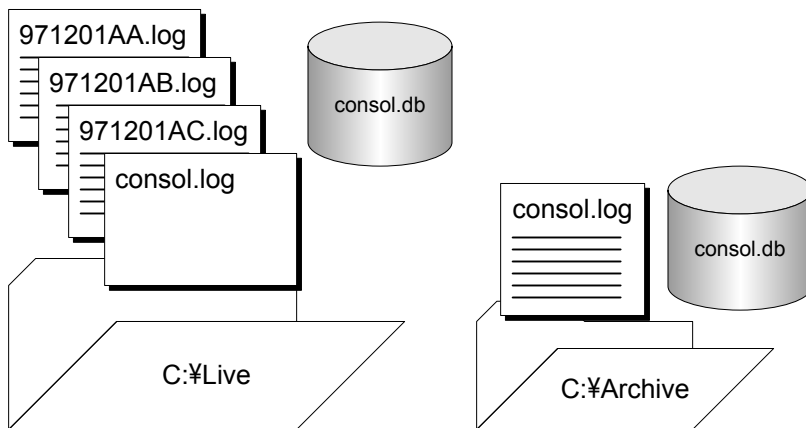 971201AA.log
971201AB.log
971201AC.log
consol.log
consol.db
C:¥Live
consol.log
consol.db
C:¥Archive